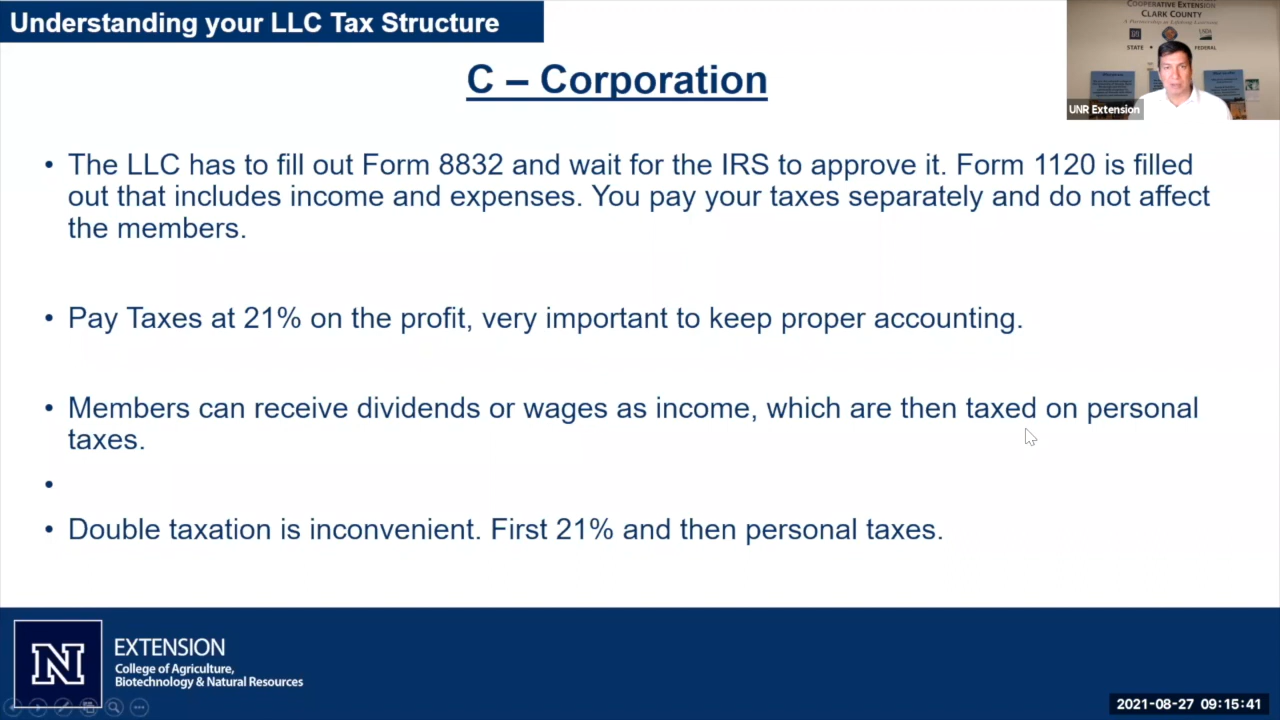 Understanding your LLC Tax Structure
C – Corporation
COOPERATIVE EXTENSION
CLARK COUNTY
A Partnership in Lifelong Learning
STATE • FEDERAL
UNR Extension
• The LLC has to fill out Form 8832 and wait for the IRS to approve it. Form 1120 is filled
out that includes income and expenses. You pay your taxes separately and do not affect
the members.
• Pay Taxes at 21% on the profit, very important to keep proper accounting.
• Members can receive dividends or wages as income, which are then taxed on personal
taxes.
•
• Double taxation is inconvenient. First 21% and then personal taxes.
N
EXTENSION
College of Agriculture,
Biotechnology & Natural Resources
2021-08-27 09:15:41